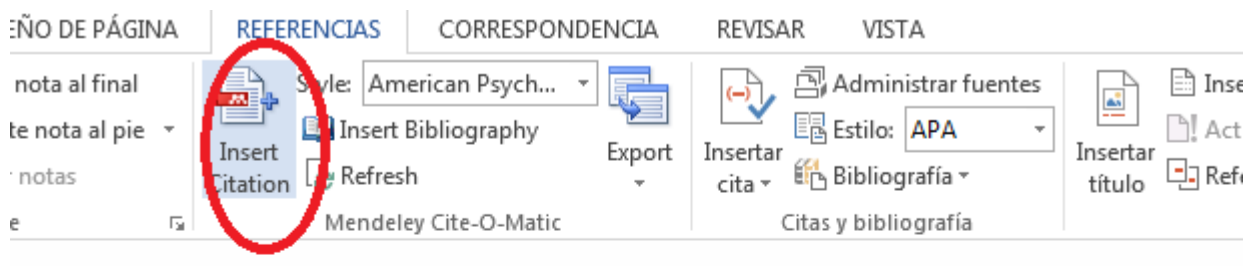 EÑO DE PÁGINA REFERENCIAS CORRESPONDENCIA REVISAR VISTA
nota al final
te nota al pie
r notas
e
Insert
Citation
Style: American Psych...
Insert Bibliography
Refresh
Export
Mendeley Cite-O-Matic
Insertar
cita
Administrar fuentes
Estilo: APA
Bibliografía
Citas y bibliografía
Insertar
título
Inse
Act
Refe